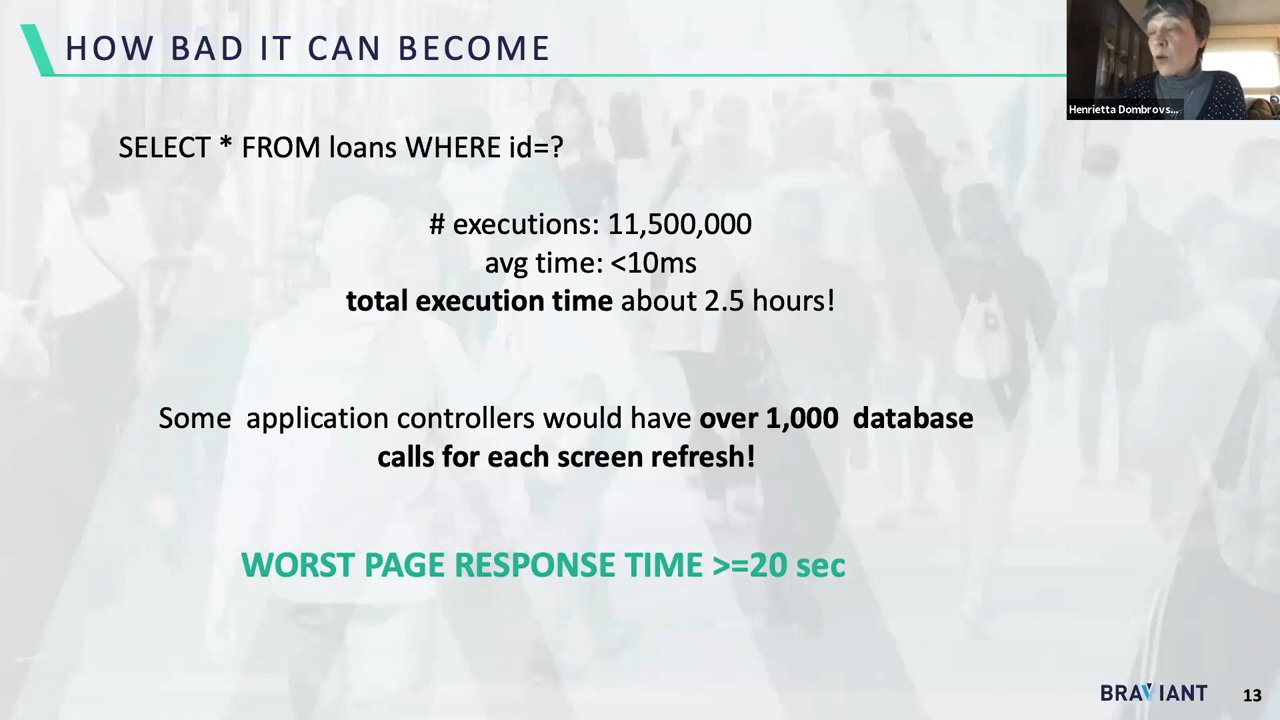 HOW BAD IT CAN BECOME
Henrietta Dombrovs...
SELECT * FROM loans WHERE id=?
# executions: 11,500,000
avg time: <10ms
total execution time about 2.5 hours!
Some application controllers would have over 1,000 database
calls for each screen refresh!
WORST PAGE RESPONSE TIME >=20 sec
BRAVIANT
13